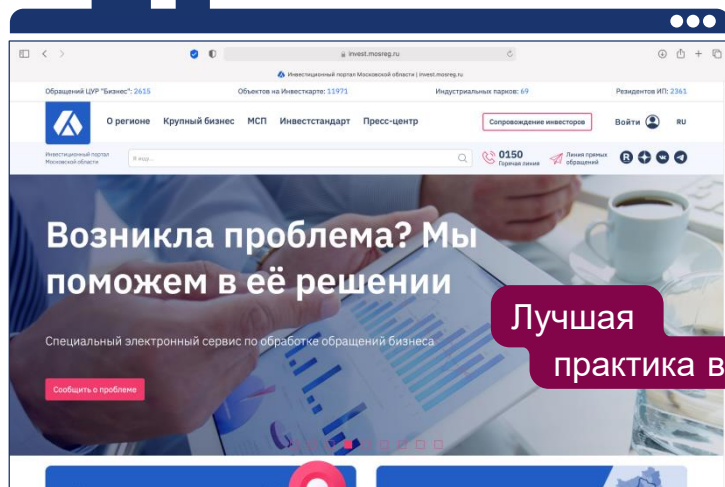 invest.mosreg.ru
Инвестиционный портал Московской области | invest.mosreg.ru
Обращений ЦУР "Бизнес": 2615 Объектов на Инвесткарте: 11971 Индустриальных парков: 69 Резидентов ИП: 2361
О регионе Крупный бизнес МСП Инвестстандарт Пресс-центр Сопровождение инвесторов Войти RU
Инвестиционный портал
Московской области
Я ищу...
0150
Горячая линия
Линия прямых
обращений
Возникла проблема? Мы
поможем в её решении
Специальный электронный сервис по обработке обращений бизнеса
Сообщить о проблеме
Лучшая
практика в